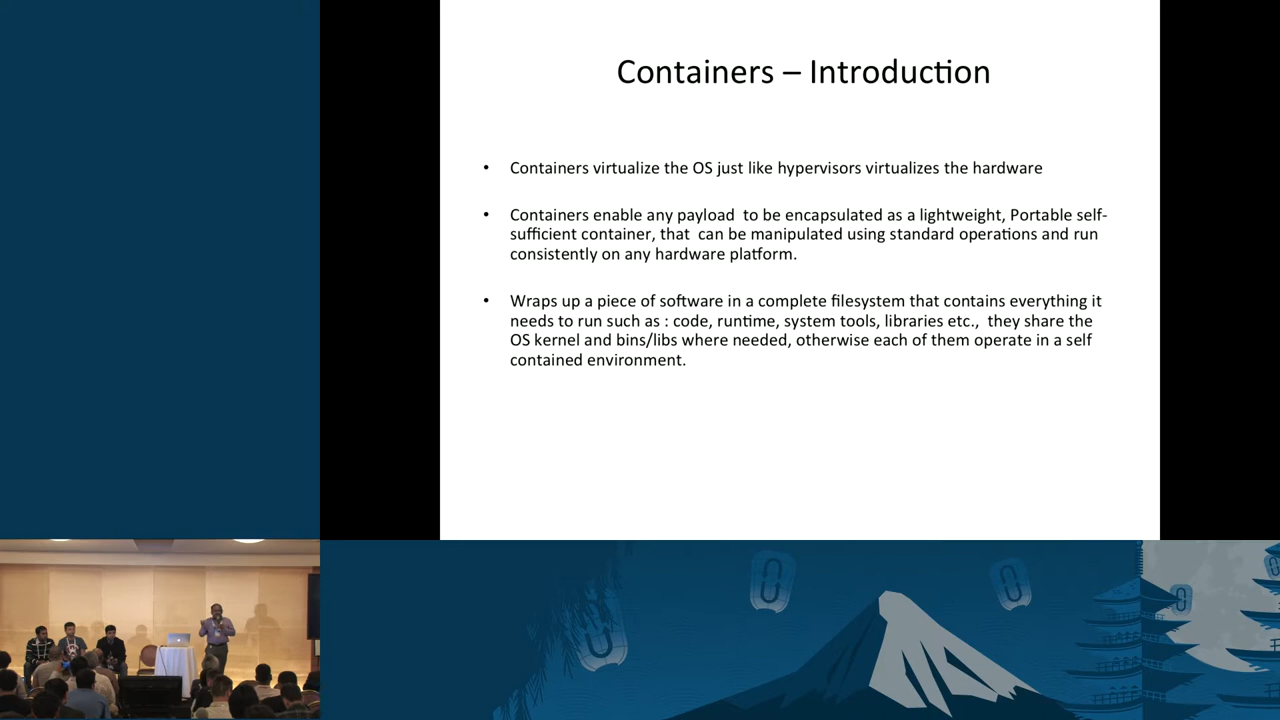 Containers – Introduction
• Containers virtualize the OS just like hypervisors virtualizes the hardware
• Containers enable any payload  to be encapsulated as a lightweight, Portable self-
sufficient container, that  can be manipulated using standard operations and run
consistently on any hardware platform.
• Wraps up a piece of software in a complete filesystem that contains everything it
needs to run such as : code, runtime, system tools, libraries etc.,  they share the
OS kernel and bins/libs where needed, otherwise each of them operate in a self
contained environment.